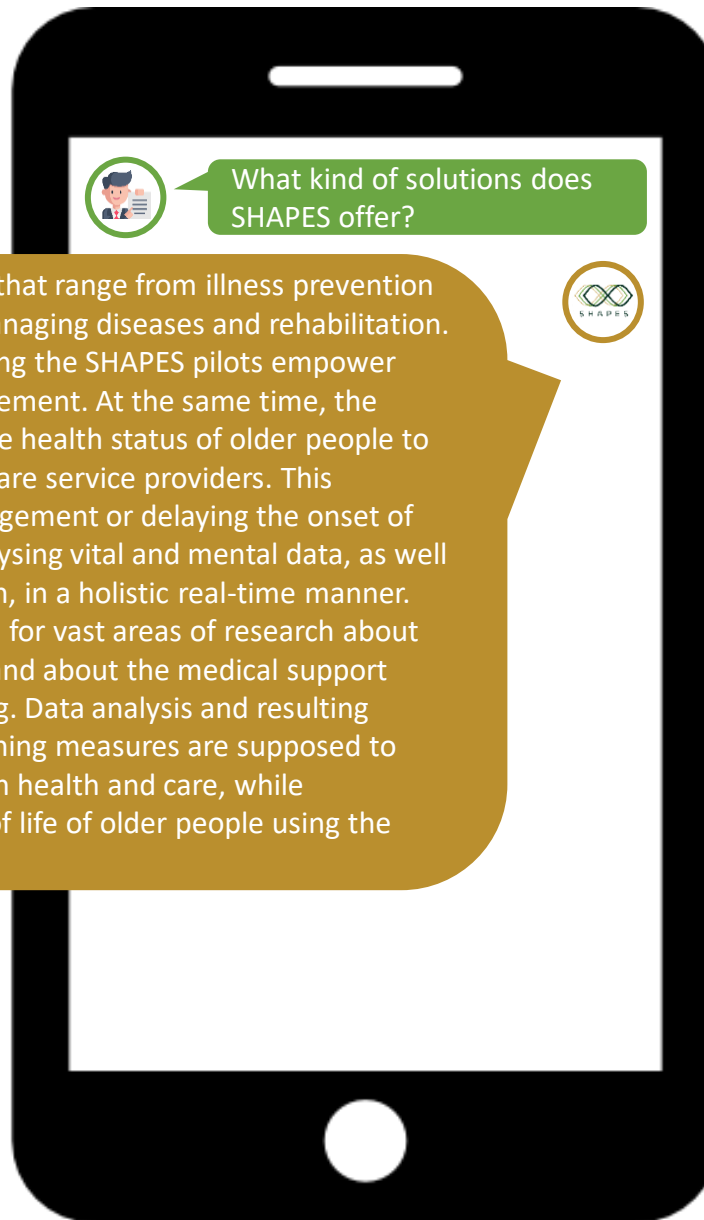 What kind of solutions does
SHAPES offer?
SHAPES
that range from illness prevention
naging diseases and rehabilitation.
ng the SHAPES pilots empower
ement. At the same time, the
e health status of older people to
are service providers. This
gement or delaying the onset of
ysing vital and mental data, as well
n, in a holistic real-time manner.
for vast areas of research about
and about the medical support
g. Data analysis and resulting
ning measures are supposed to
n health and care, while
of life of older people using the